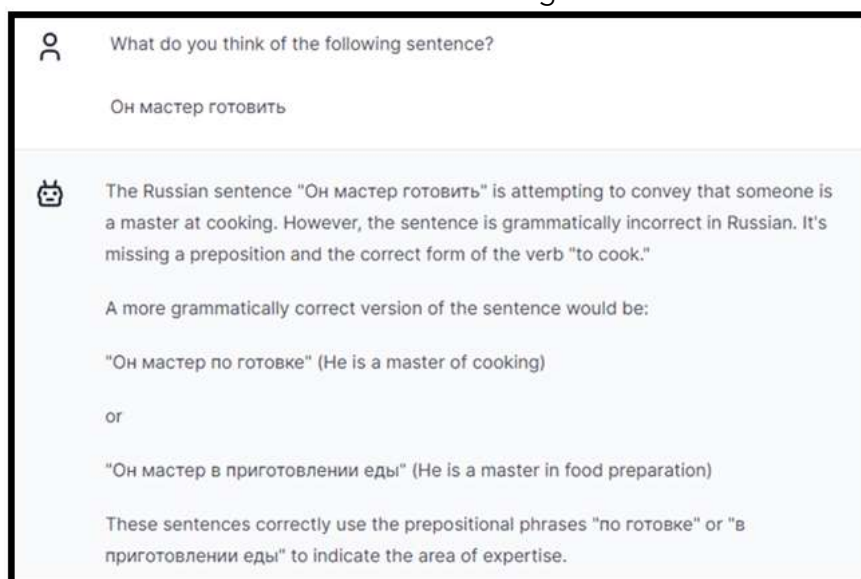 What do you think of the following sentence?
Он мастер готовить
The Russian sentence "Он мастер готовить" is attempting to convey that someone is
a master at cooking. However, the sentence is grammatically incorrect in Russian. It's
missing a preposition and the correct form of the verb "to cook."
A more grammatically correct version of the sentence would be:
"Он мастер по готовке" (He is a master of cooking)
or
"Он мастер в приготовлении еды" (He is a master in food preparation)
These sentences correctly use the prepositional phrases "по готовке" or "в
приготовлении еды" to indicate the area of expertise.